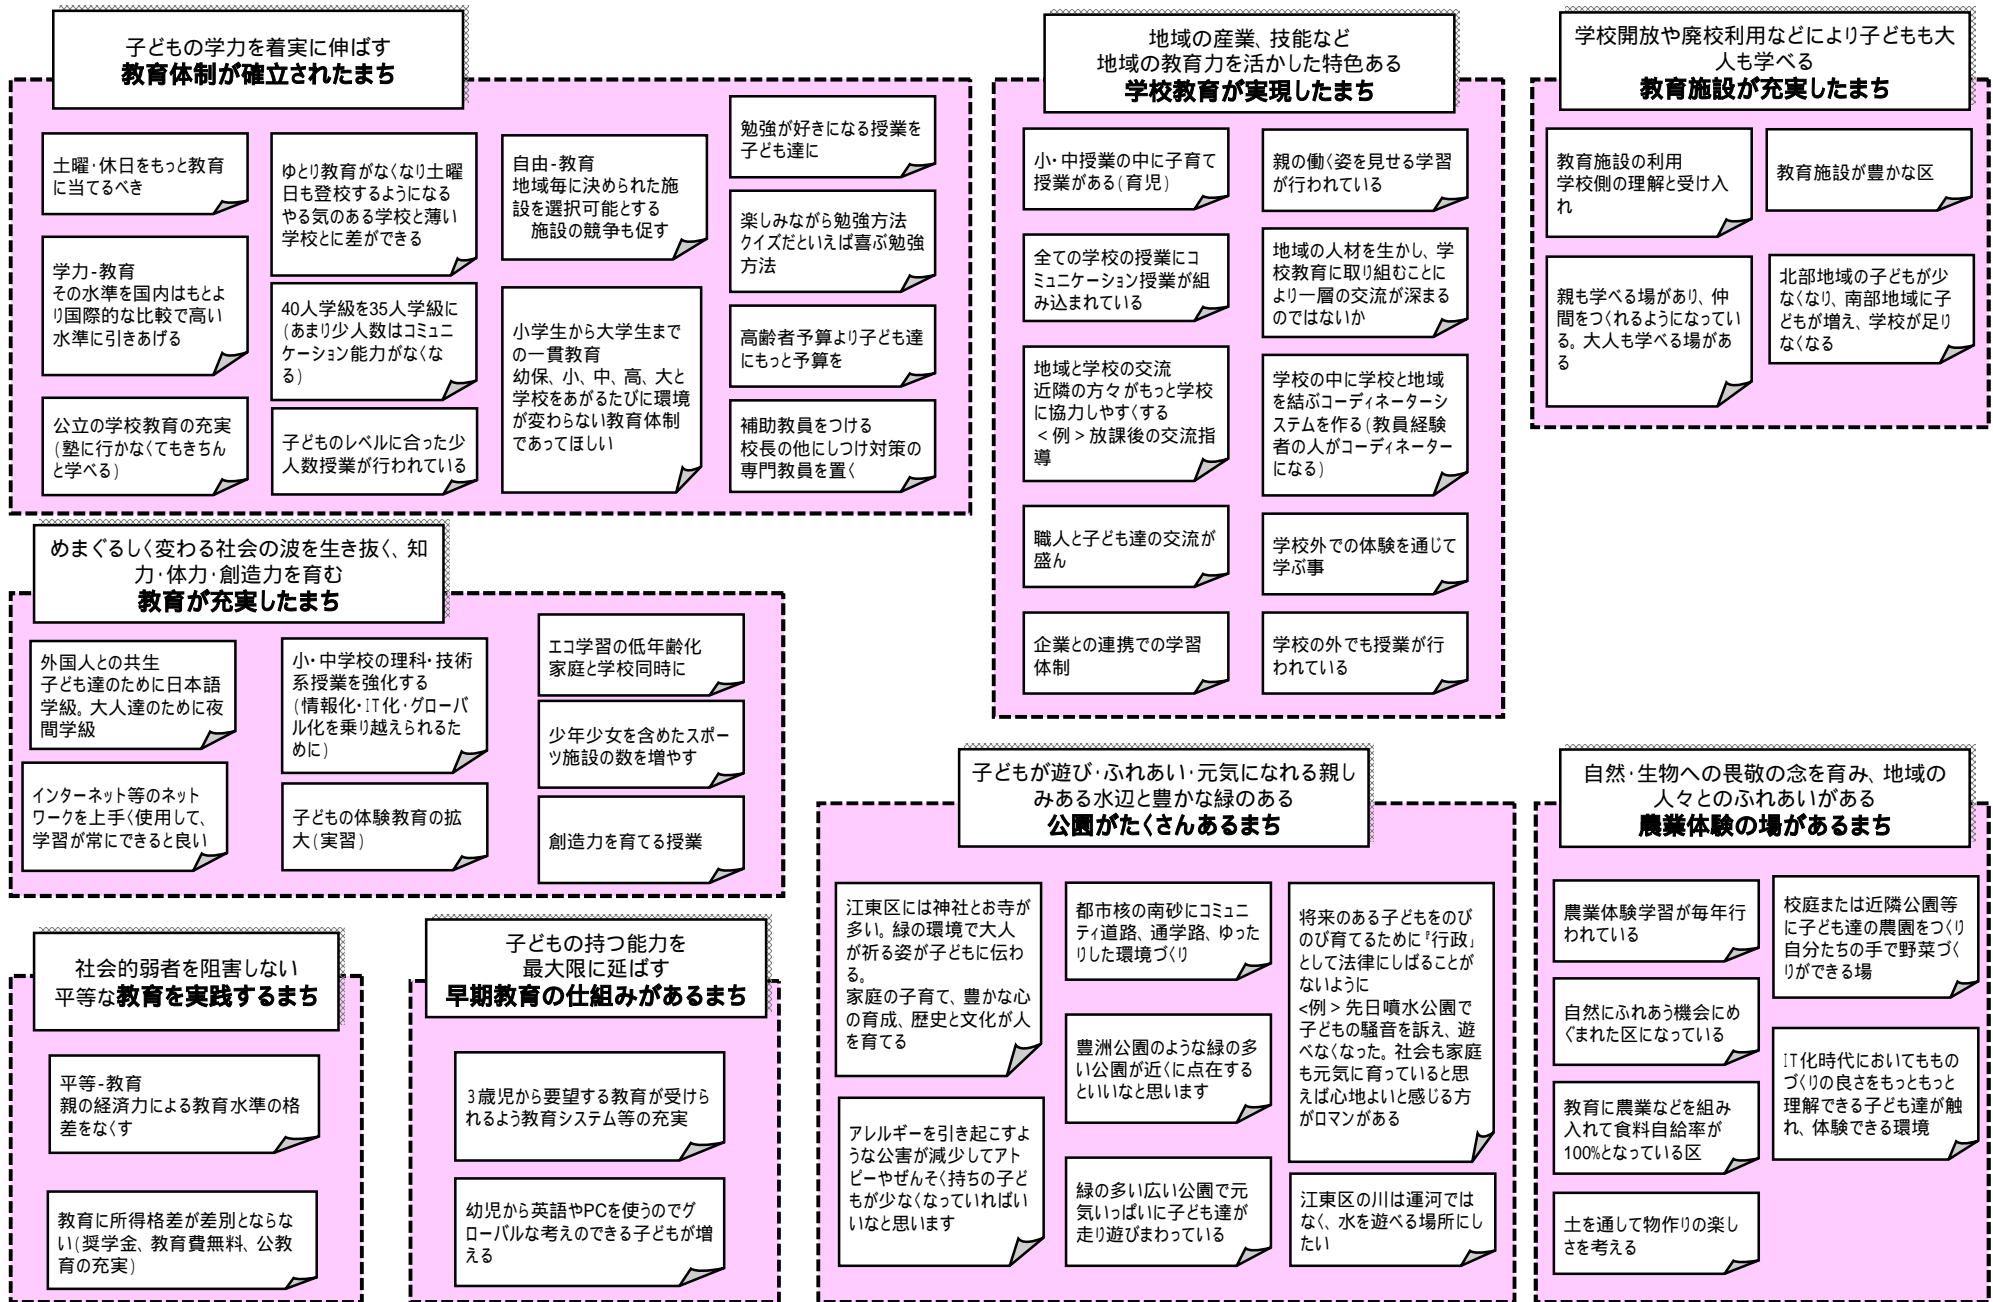 子どもの学力を着実に伸ばす
教育体制が確立されたまち
土曜・休日をもっと教育
に当てるべき
学力-教育
その水準を国内はもとよ
り国際的な比較で高い
水準に引きあげる
公立の学校教育の充実
(塾に行かなくてもきちん
と学べる)
ゆとり教育がなくなり土曜
日も登校するようになる
やる気のある学校と薄い
学校とに差ができる
40人学級を35人学級に
(あまり少人数はコミュニ
ケーション能力がなくな
る)
子どものレベルに合った少
人数授業が行われている
自由-教育
地域毎に決められた施
設を選択可能とする
施設の競争も促す
小学生から大学生まで
の一貫教育
幼保、小、中、高、大と
学校をあがるたびに環境
が変わらない教育体制
であってほしい
勉強が好きになる授業を
子ども達に
楽しみながら勉強方法
クイズだといえば喜ぶ勉強
方法
高齢者予算より子ども達
にもっと予算を
補助教員をつける
校長の他にしつけ対策の
専門教員を置く
地域の産業、技能など
地域の教育力を活かした特色ある
学校教育が実現したまち
小・中授業の中に子育て
授業がある(育児)
全ての学校の授業にコ
ミュニケーション授業が組
み込まれている
地域と学校の交流
近隣の方々がもっと学校
に協力しやすくする
<例>放課後の交流指
導
職人と子ども達の交流が
盛ん
企業との連携での学習
体制
親の働く姿を見せる学習
が行われている
地域の人材を生かし、学
校教育に取り組むことに
より一層の交流が深まる
のではないか
学校の中に学校と地域
を結ぶコーディネーターシ
ステムを作る(教員経験
者の人がコーディネーター
になる)
学校外での体験を通じて
学ぶ事
学校の外でも授業が行
われている
学校開放や廃校利用などにより子どもも大
人も学べる
教育施設が充実したまち
教育施設の利用
学校側の理解と受け入
れ
教育施設が豊かな区
親も学べる場があり、仲
間をつくれるようになってい
る。大人も学べる場があ
る
北部地域の子どもが少
なくなり、南部地域に子
どもが増え、学校が足り
なくなる
めまぐるしく変わる社会の波を生き抜く、知
力・体力・創造力を育む
教育が充実したまち
外国人との共生
子ども達のために日本語
学級。大人達のために夜
間学級
インターネット等のネット
ワークを上手く使用して、
学習が常にできると良い
小・中学校の理科・技術
系授業を強化する
(情報化・IT化・グローバ
ル化を乗り越えられるた
めに)
子どもの体験教育の拡
大(実習)
エコ学習の低年齢化
家庭と学校同時に
少年少女を含めたスポー
ツ施設の数を増やす
創造力を育てる授業
社会的弱者を阻害しない
平等な教育を実践するまち
平等-教育
親の経済力による教育水準の格
差をなくす
教育に所得格差が差別とならな
い(奨学金、教育費無料、公教
育の充実)
子どもの持つ能力を
最大限に延ばす
早期教育の仕組みがあるまち
3歳児から要望する教育が受けら
れるよう教育システム等の充実
幼児から英語やPCを使うのでグ
ローバルな考えのできる子どもが増
える
子どもが遊び・ふれあい・元気になれる親し
みある水辺と豊かな緑のある
公園がたくさんあるまち
江東区には神社とお寺が
多い。緑の環境で大人
が祈る姿が子どもに伝わ
る。
家庭の子育て、豊かな心
の育成、歴史と文化が人
を育てる
アレルギーを引き起こすよ
うな公害が減少してアト
ピーやぜんそく持ちの子ど
もが少なくなっていればい
いなと思います
都市核の南砂にコミュニ
ティ道路、通学路、ゆった
りした環境づくり
豊洲公園のような緑の多
い公園が近くに点在する
といいなと思います
緑の多い広い公園で元
気いっぱいに子ども達が
走り遊びまわっている
将来のある子どもをのび
のび育てるために『行政』
として法律にしばることが
ないように
<例>先日噴水公園で
子どもの騒音を訴え、遊
べなくなった。社会も家庭
も元気に育っていると思
えば心地よいと感じる方
がロマンがある
江東区の川は運河では
なく、水を遊べる場所にし
たい
自然・生物への畏敬の念を育み、地域の
人々とのふれあいがある
農業体験の場があるまち
農業体験学習が毎年行
われている
自然にふれあう機会にめ
ぐまれた区になっている
教育に農業などを組み
入れて食料自給率が
100%となっている区
土を通して物作りの楽し
さを考える
校庭または近隣公園等
に子ども達の農園をつくり
自分たちの手で野菜づく
りができる場
IT化時代においてももの
づくりの良さをもっともっと
理解できる子ども達が触
れ、体験できる環境